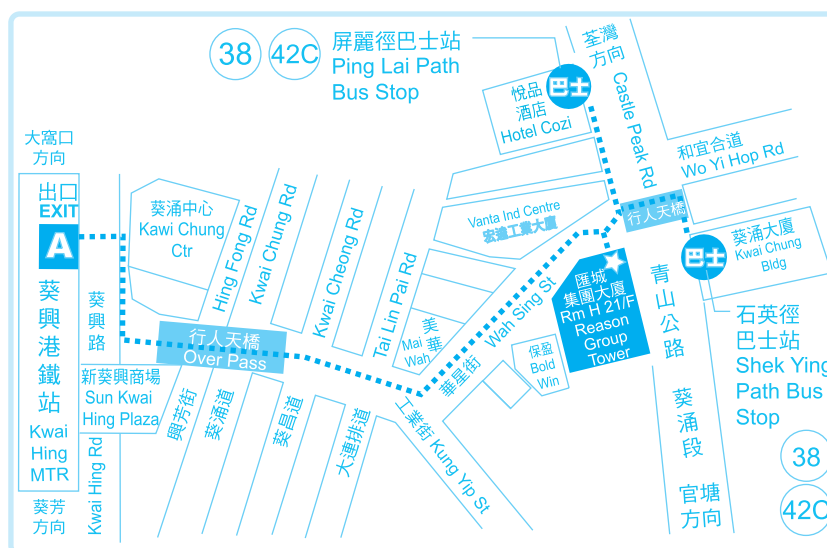 38
42C
屏麗徑巴士站
Ping Lai Path
Bus Stop
荃灣
方向
Castle Peak Rd
悅品
酒店
Hotel Cozi
巴士
和宜合道
Wo Yi Hop Rd
大窩口
方向
出口
EXIT
A
葵興港鐵站
Kwai
Hing
MTR
葵芳
方向
葵興路
Kwai Hing Rd
葵涌中心
Kawi Chung
Ctr
Hing Fong Rd
Kwai Chung Rd
Kwai Cheong Rd
Tai Lin Pai Rd
Vanta Ind Centre
宏達工業大廈
行人天橋
葵涌大廈
Kwai Chung
Bldg
巴士
匯城
集團大廈
Rm H 21/F
Reason
Group
Tower
青山公路
葵涌段
官塘
方向
石英徑
巴士站
Shek Ying
Path Bus
Stop
38
42C
行人天橋
Over Pass
美華
Mai
Wah
Wah Sing St
華星街
保盈
Bold
Win
新葵興商場
Sun Kwai
Hing Plaza
興芳街
葵涌道
葵昌道
大連排道
工業街 Kung Yip St